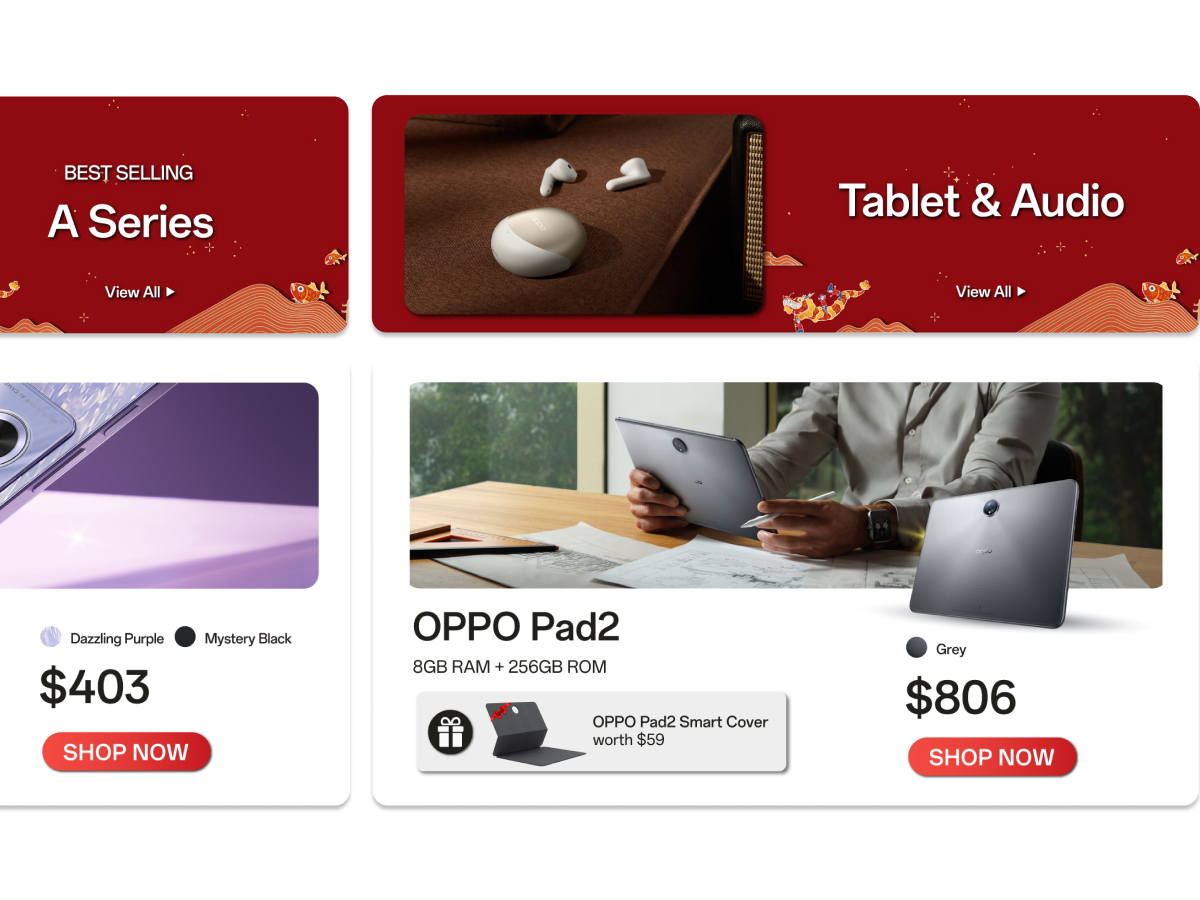 BEST SELLING
A Series
View All
Tablet & Audio
View All
Dazzling Purple
Mystery Black
$403
SHOP NOW
OPPO Pad2
8GB RAM + 256GB ROM
OPPO Pad2 Smart Cover
worth $59
oppo
Grey
$806
SHOP NOW